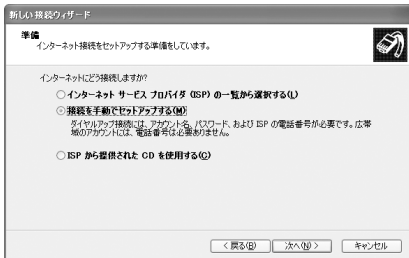 新しい接続ウィザード
準備
インターネット接続をセットアップする準備をしています。
インターネットにどう接続しますか?
インターネット サービス プロバイダ (ISP) の一覧から選択する(L)
接続を手動でセットアップする(M)
ダイヤルアップ接続には、アカウント名、パスワード、および ISP の電話番号が必要です。広帯
域のアカウントには、電話番号は必要ありません。
ISP から提供された CD を使用する(C)
< 戻る(B) 次へ(N) > キャンセル